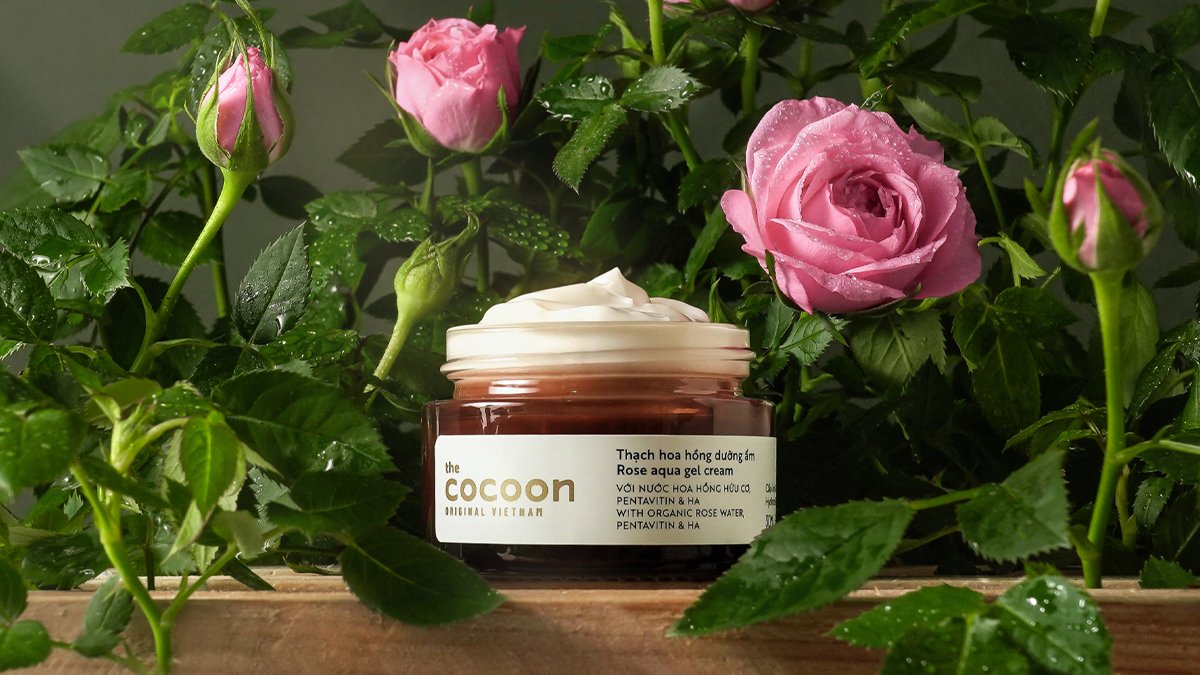 the
cocoon
ORIGINAL VIETNAM
Thạch hoa hồng dưỡng ẩm
Rose aqua gel cream
VỚI NƯỚC HOA HỒNG HỮU CƠ,
PENTAVITIN & HA
WITH ORGANIC ROSE WATER,
PENTAVITIN & HA